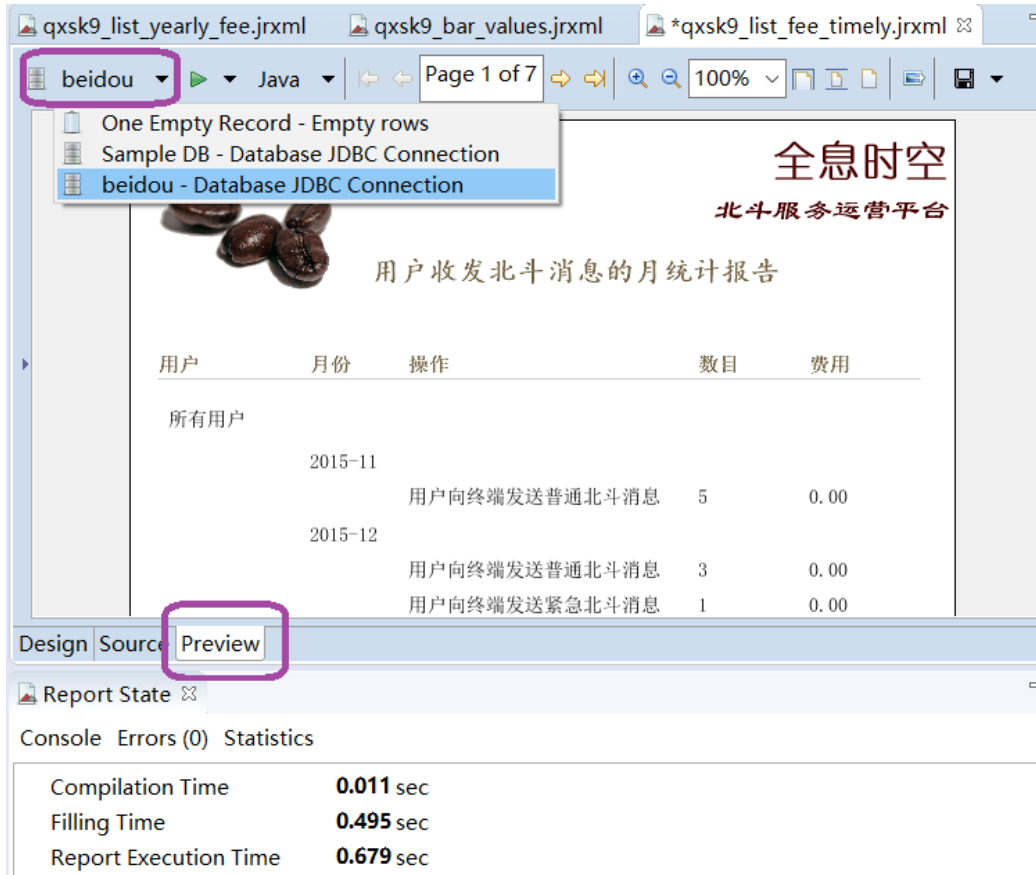 qxsk9_list_yearly_fee.jrxml qxsk9_bar_values.jrxml *qxsk9_list_fee_timely.jrxml
beidou Java Page 1 of 7 100%
One Empty Record - Empty rows
Sample DB - Database JDBC Connection
beidou - Database JDBC Connection
全息时空
北斗服务运营平台
用户收发北斗消息的月统计报告
用户 月份 操作 数目 费用
所有用户
2015-11
用户向终端发送普通北斗消息 5 0.00
2015-12
用户向终端发送普通北斗消息 3 0.00
用户向终端发送紧急北斗消息 1 0.00
Design Source Preview
Report State
Console Errors (0) Statistics
Compilation Time 0.011 sec
Filling Time 0.495 sec
Report Execution Time 0.679 sec